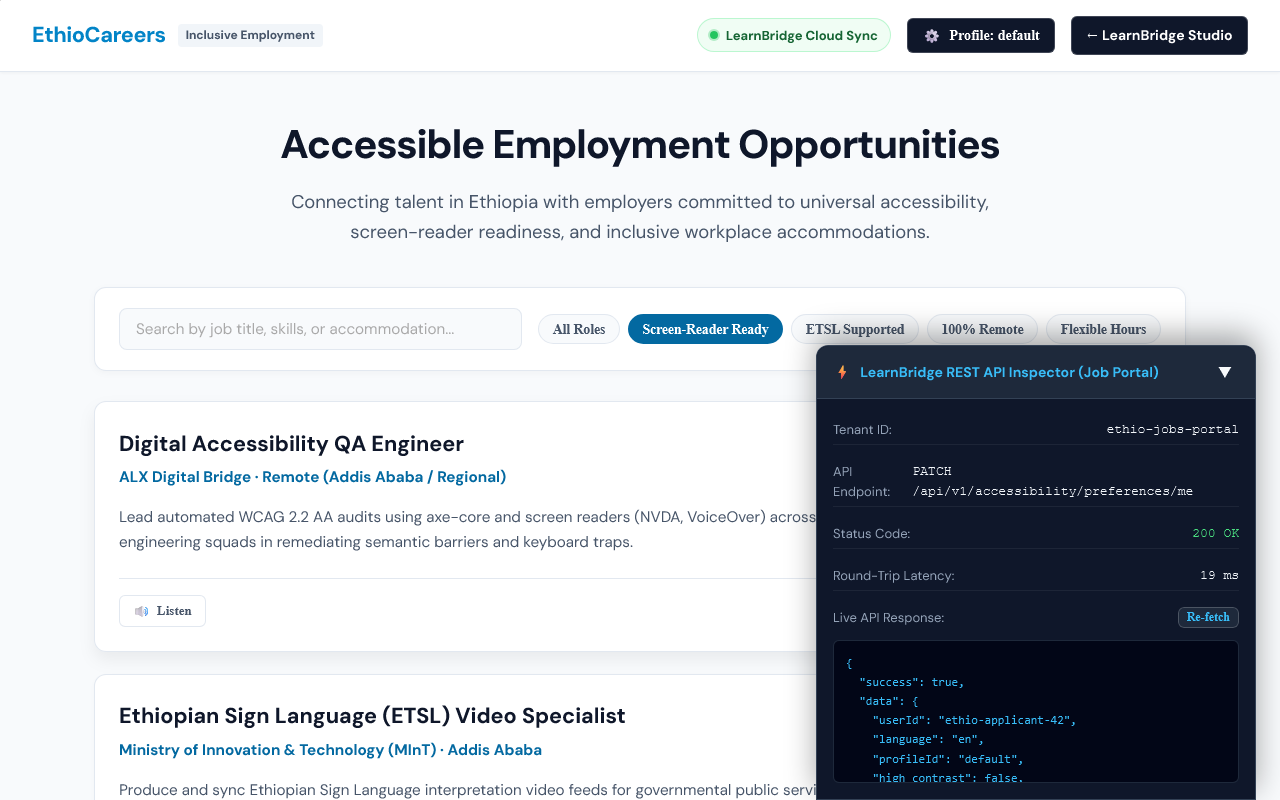 EthioCareers
Inclusive Employment
LearnBridge Cloud Sync
Profile: default
← LearnBridge Studio
Accessible Employment Opportunities
Connecting talent in Ethiopia with employers committed to universal accessibility,
screen-reader readiness, and inclusive workplace accommodations.
Search by job title, skills, or accommodation...
All Roles
Screen-Reader Ready
ETSL Supported
100% Remote
Flexible Hours
Digital Accessibility QA Engineer
ALX Digital Bridge · Remote (Addis Ababa / Regional)
Lead automated WCAG 2.2 AA audits using axe-core and screen readers (NVDA, VoiceOver) across
engineering squads in remediating semantic barriers and keyboard traps.
Listen
Ethiopian Sign Language (ETSL) Video Specialist
Ministry of Innovation & Technology (MInT) · Addis Ababa
Produce and sync Ethiopian Sign Language interpretation video feeds for governmental public servi
LearnBridge REST API Inspector (Job Portal)
▼
Tenant ID: ethio-jobs-portal
API Endpoint: PATCH
/api/v1/accessibility/preferences/me
Status Code: 200 OK
Round-Trip Latency: 19 ms
Live API Response: Re-fetch
{
"success": true,
"data": {
"userId": "ethio-applicant-42",
"language": "en",
"profileId": "default",
"high_contrast": false,